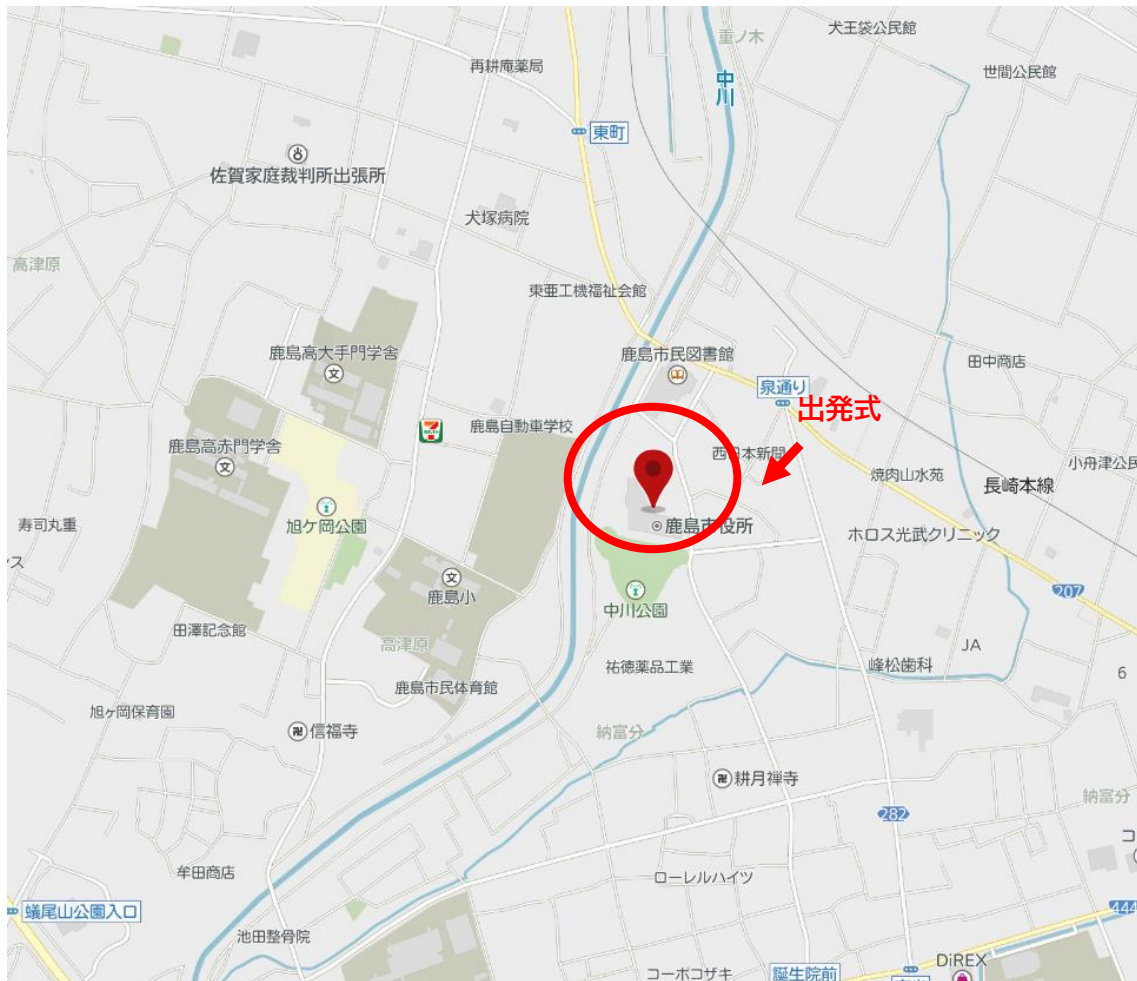 犬王袋公民館
重ノ木
再耕庵薬局
世間公民館
中川
東町
佐賀家庭裁判所出張所
犬塚病院
高津原
東亜工機福祉会館
鹿島高大手門学舎
鹿島市民図書館
田中商店
泉通り
出発式
鹿島自動車学校
鹿島高赤門学舎
西日本新聞
小舟津公民
焼肉山水苑
長崎本線
寿司丸重
旭ケ岡公園
鹿島市役所
ホロス光武クリニック
ス
鹿島小
中川公園
207
田澤記念館
高津原
JA
祐徳薬品工業
峰松歯科
6
鹿島市民体育館
旭ヶ岡保育園
信福寺
納富分
耕月禅寺
納富分
282
コ
牟田商店
ローレルハイツ
蟻尾山公園入口
444
池田整骨院
DiREX
コーポコザキ
誕生院前